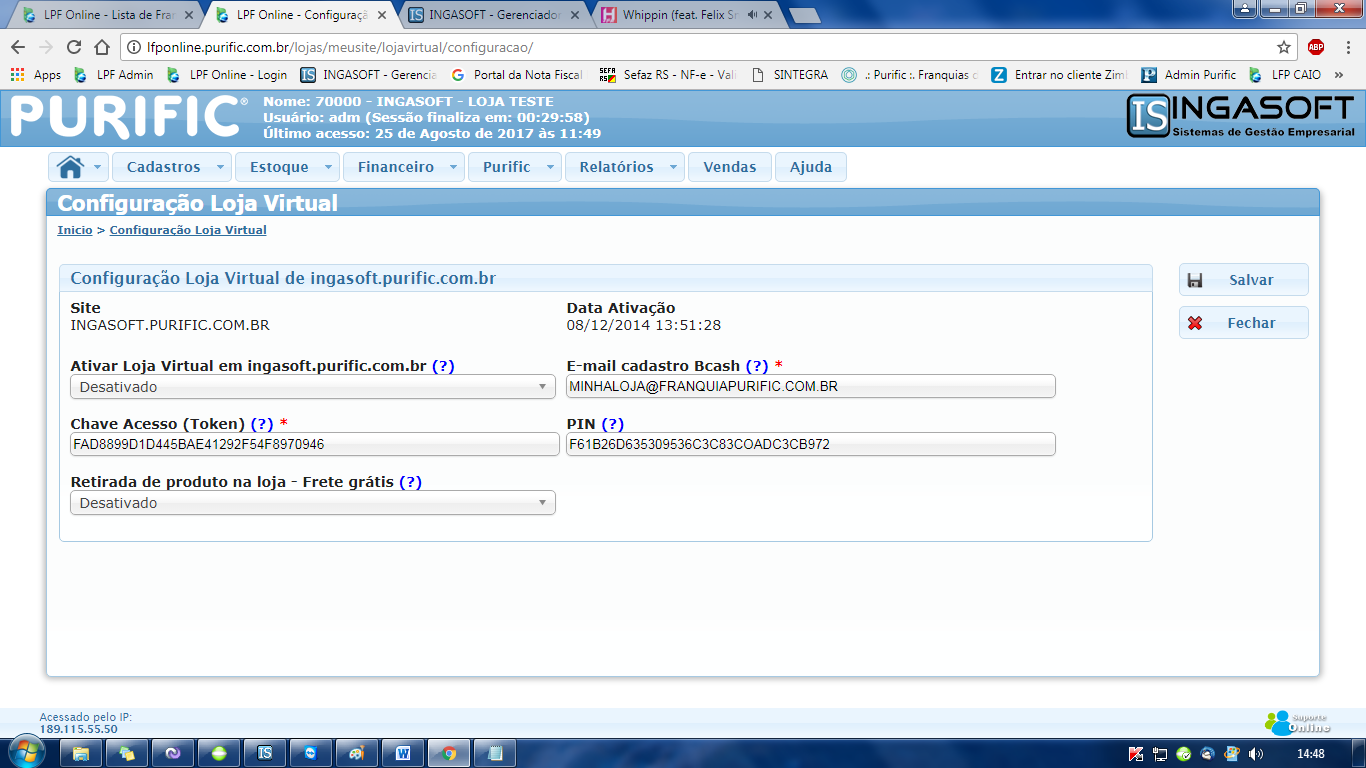 LPF Online - Lista de Fran
LPF Online - Configuraçã
INGASOFT - Gerenciador
Whippin (feat. Felix Sn
lfponline.purific.com.br/lojas/meusite/lojavirtual/configuracao/
ABP
Apps
LPF Admin
LPF Online - Login
INGASOFT - Gerencia
Portal da Nota Fiscal
Sefaz RS - NF-e - Vali
SINTEGRA
.: Purific :. Franquias d
Entrar no cliente Zim
Admin Purific
LFP CAIO
»
PURIFIC®
Nome: 70000 - INGASOFT - LOJA TESTE
Usuário: adm (Sessão finaliza em: 00:29:58)
Último acesso: 25 de Agosto de 2017 às 11:49
IS INGASOFT
Sistemas de Gestão Empresarial
Cadastros
Estoque
Financeiro
Purific
Relatórios
Vendas
Ajuda
Configuração Loja Virtual
Inicio > Configuração Loja Virtual
Configuração Loja Virtual de ingasoft.purific.com.br
Salvar
Fechar
Site
INGASOFT.PURIFIC.COM.BR
Data Ativação
08/12/2014 13:51:28
Ativar Loja Virtual em ingasoft.purific.com.br (?)
Desativado
E-mail cadastro Bcash (?) *
MINHALOJA@FRANQUIAPURIFIC.COM.BR
Chave Acesso (Token) (?) *
FAD8899D1D445BAE41292F54F8970946
PIN (?)
F61B26D635309536C3C83COADC3CB972
Retirada de produto na loja - Frete grátis (?)
Desativado
Acessado pelo IP:
189.115.55.50
Suporte
Online
14:48